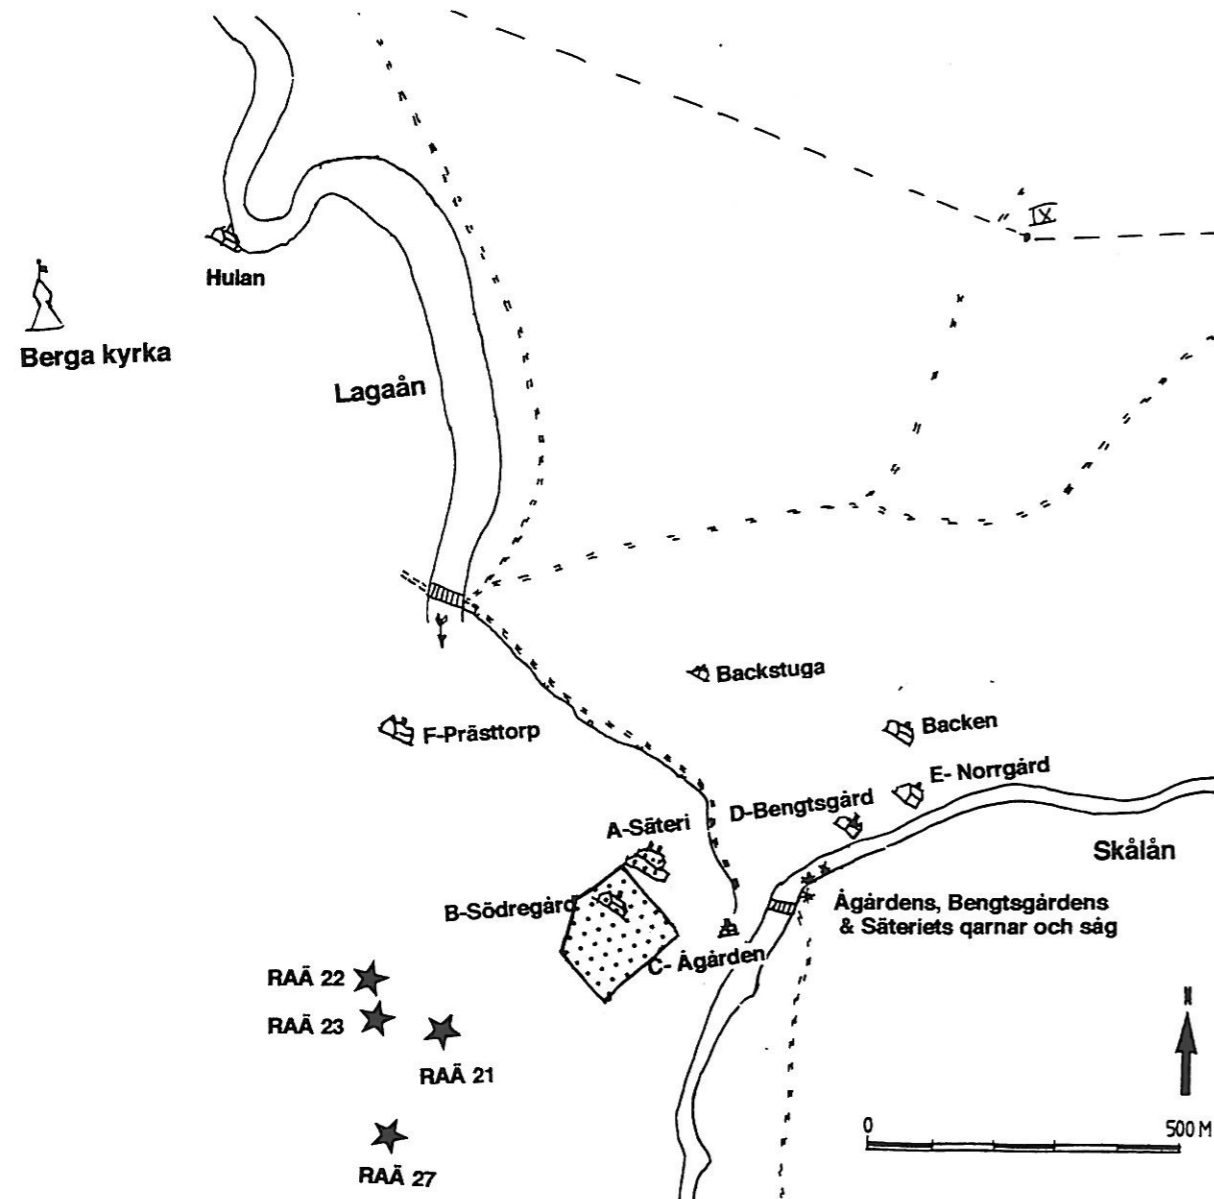 IX
Hulan
Berga kyrka
Lagaån
Backstuga
Backen
F-Prästtorp
E- Norrgård
D-Bengtsgård
A-Säteri
Skålån
B-Södregård
Ågårdens, Bengtsgårdens
& Säteriets qarnar och såg
C- Ågården
RAÄ 22
RAÄ 23
RAÄ 21
N
0 500 M
RAÄ 27